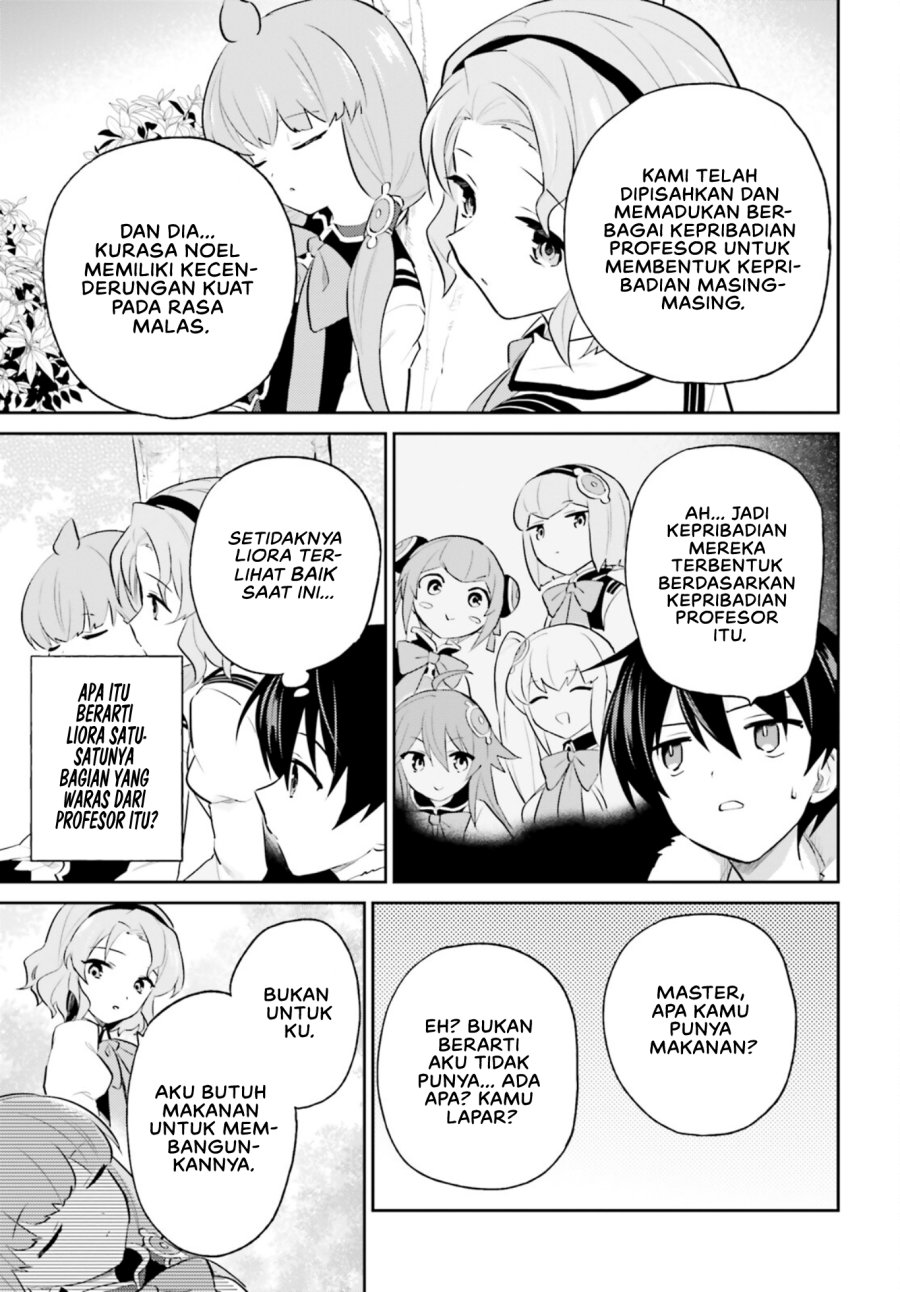 KAMI TELAH
DIPISAHKAN DAN
MEMADUKAN BER-
BAGAI KEPRIBADIAN
PROFESOR UNTUK
MEMBENTUK KEPRI-
BADIAN MASING-
MASING.
DAN DIA...
KURASA NOEL
MEMILIKI KECEN-
DERUNGAN KUAT
PADA RASA
MALAS.
AH... JADI
KEPRIBADIAN
MEREKA
TERBENTUK
BERDASARKAN
KEPRIBADIAN
PROFESOR
ITU.
SETIDAKNYA
LIORA TER-
LIHAT BAIK
SAAT INI...
APA ITU
BERARTI
LIORA SATU-
SATUNYA
BAGIAN YANG
WARAS DARI
PROFESOR ITU?
MASTER,
APA KAMU
PUNYA
MAKANAN?
EH? BUKAN
BERARTI
AKU TIDAK
PUNYA... ADA
APA? KAMU
LAPAR?
BUKAN
UNTUK
KU.
AKU BUTUH
MAKANAN
UNTUK MEM-
BANGUN-
KANNYA.